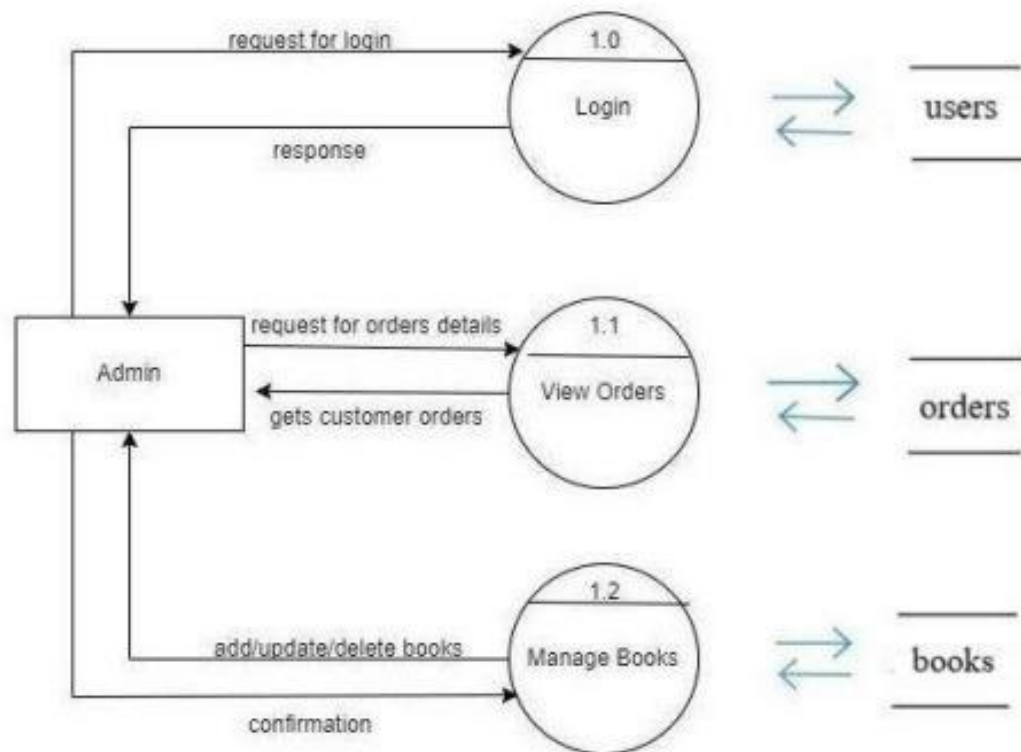 request for login
1.0
Login
users
response
request for orders details
1.1
Admin
View Orders
orders
gets customer orders
1.2
add/update/delete books
Manage Books
books
confirmation